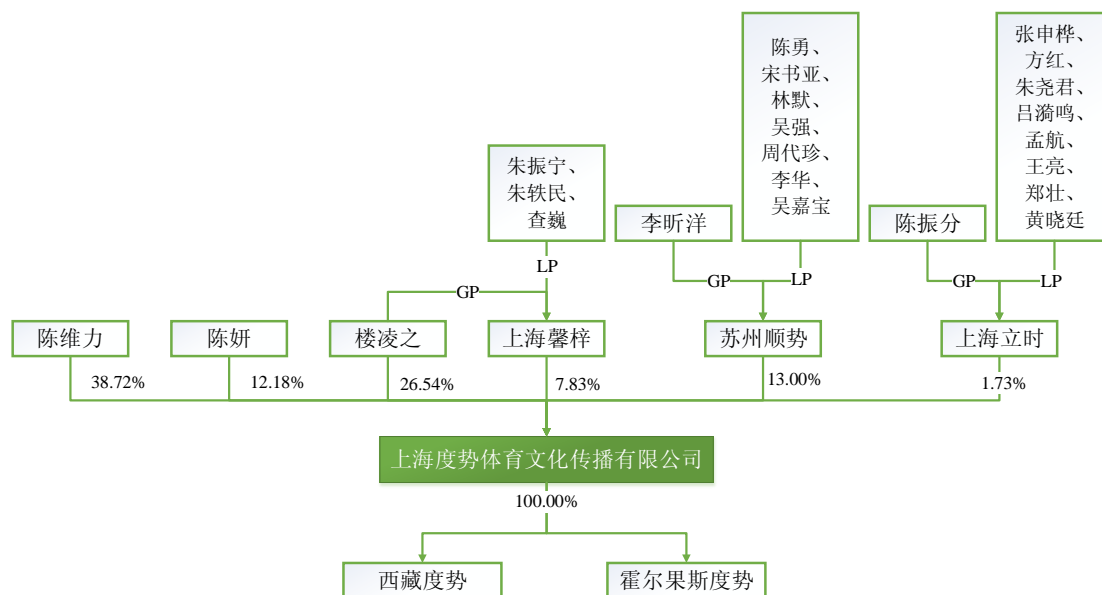 陈勇、
宋书亚、
林默、
吴强、
周代珍、
李华、
吴嘉宝
张申桦、
方红、
朱尧君、
吕漪鸣、
孟航、
王亮、
郑壮、
黄晓廷
朱振宁、
朱轶民、
查巍
李昕洋
陈振分
LP
GP
GP
LP
GP
LP
陈维力
陈妍
楼凌之
上海馨梓
苏州顺势
上海立时
38.72%
12.18%
26.54%
7.83%
13.00%
1.73%
上海度势体育文化传播有限公司
100.00%
西藏度势
霍尔果斯度势